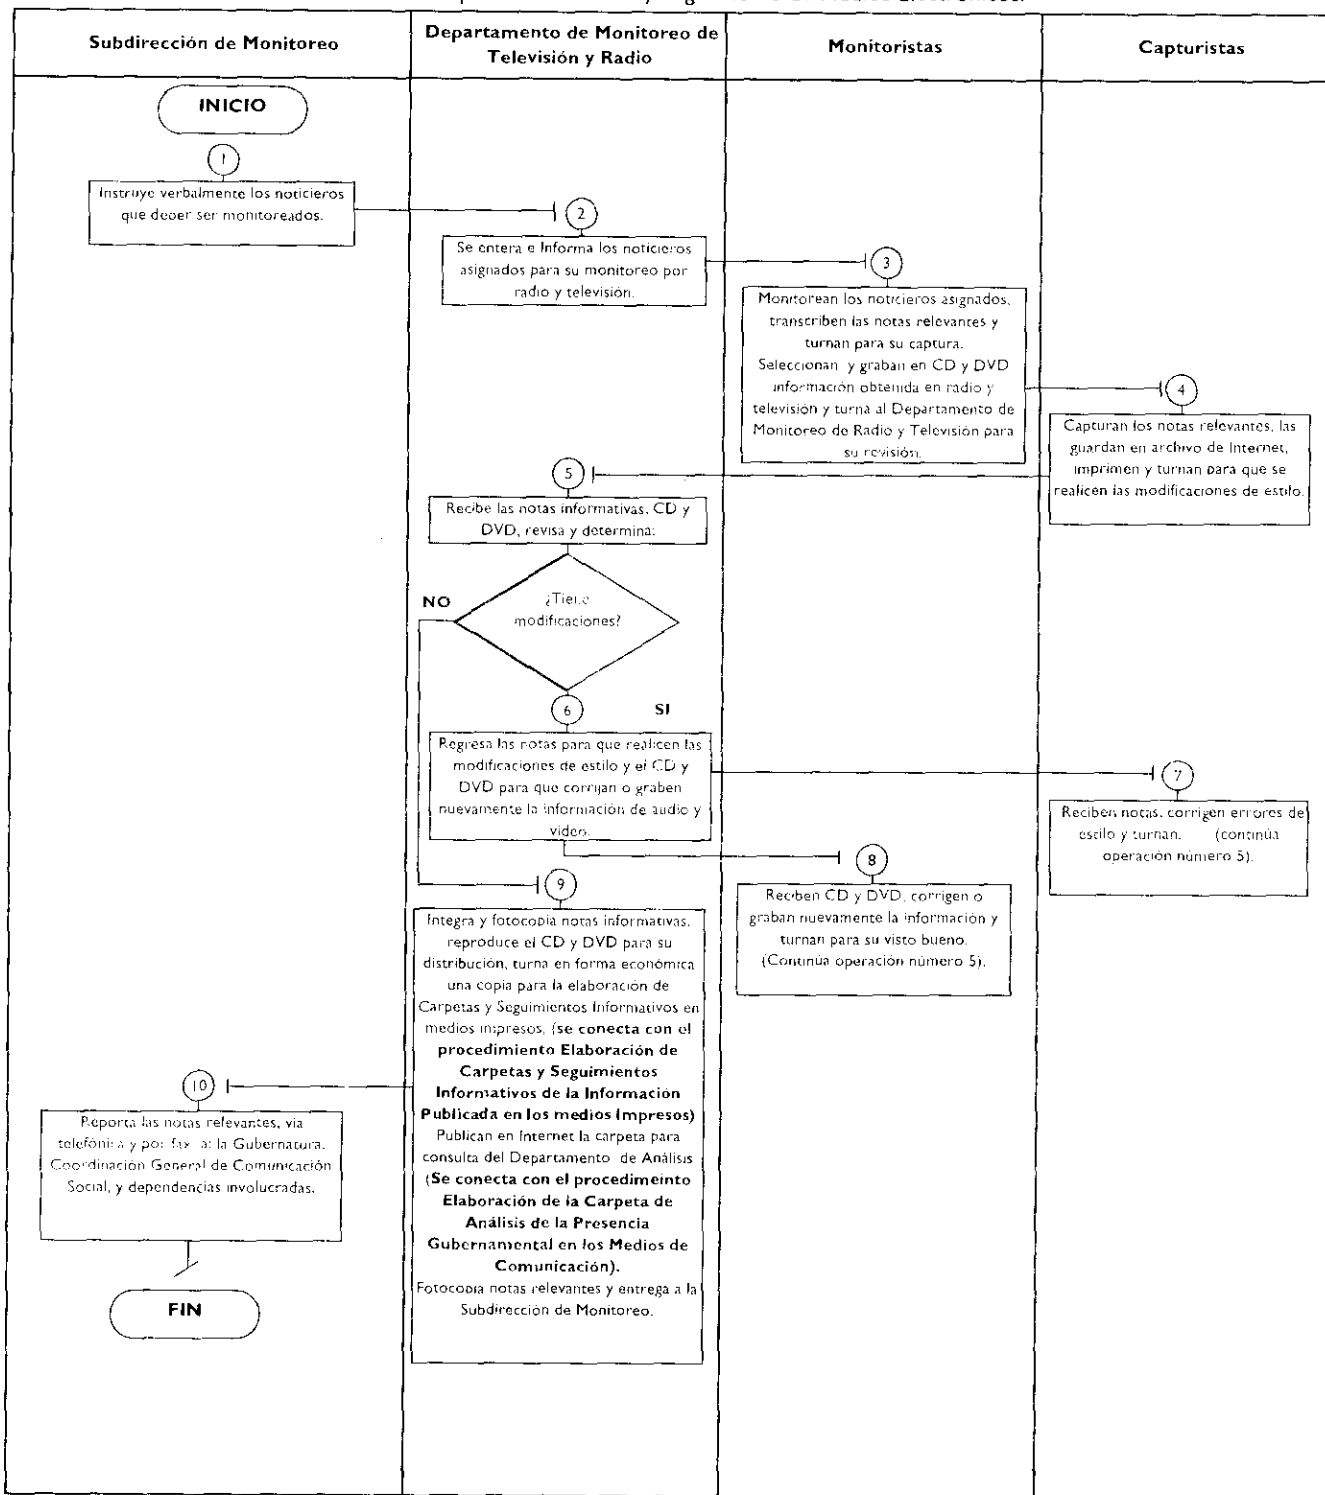 Subdirección de Monitoreo
Departamento de Monitoreo de
Televisión y Radio
Monitoristas
Capturistas
INICIO
1
Instruye verbalmente los noticieros
que deber ser monitoreados.
2
Se entera e Informa los noticieros
asignados para su monitoreo por
radio y televisión.
3
Monitorean los noticieros asignados,
transcriben las notas relevantes y
turnan para su captura.
Seleccionan y graban en CD y DVD
información obtenida en radio y
televisión y turna al Departamento de
Monitoreo de Radio y Televisión para
su revisión.
4
Capturan los notas relevantes, las
guardan en archivo de Internet,
imprimen y turnan para que se
realicen las modificaciones de estilo.
5
Recibe las notas informativas, CD y
DVD, revisa y determina:
¿Tiene
modificaciones?
NO
SI
6
Regresa las notas para que realicen las
modificaciones de estilo y el CD y
DVD para que corrijan o graben
nuevamente la información de audio y
video.
7
Reciben notas, corrigen errores de
estilo y turnan. (continúa
operación número 5).
8
Reciben CD y DVD, corrigen o
graban nuevamente la información y
turnan para su visto bueno.
(Continúa operación número 5).
9
Integra y fotocopia notas informativas,
reproduce el CD y DVD para su
distribución, turna en forma económica
una copia para la elaboración de
Carpetas y Seguimientos Informativos en
medios impresos, (se conecta con el
procedimiento Elaboración de
Carpetas y Seguimientos
Informativos de la Información
Publicada en los medios Impresos)
Publican en Internet la carpeta para
consulta del Departamento de Análisis
(Se conecta con el procedimeinto
Elaboración de la Carpeta de
Análisis de la Presencia
Gubernamental en los Medios de
Comunicación).
Fotocopia notas relevantes y entrega a la
Subdirección de Monitoreo.
10
Reporta las notas relevantes, vía
telefónica y por fax a: la Gubernatura,
Coordinación General de Comunicación
Social, y dependencias involucradas.
FIN